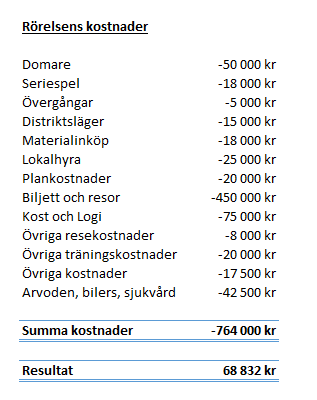 Rörelsens kostnader
Domare -50 000 kr
Seriespel -18 000 kr
Övergångar -5 000 kr
Distriktsläger -15 000 kr
Materialinköp -18 000 kr
Lokalhyra -25 000 kr
Plankostnader -20 000 kr
Biljett och resor -450 000 kr
Kost och Logi -75 000 kr
Övriga resekostnader -8 000 kr
Övriga träningskostnader -20 000 kr
Övriga kostnader -17 500 kr
Arvoden, bilers, sjukvård -42 500 kr
Summa kostnader -764 000 kr
Resultat 68 832 kr